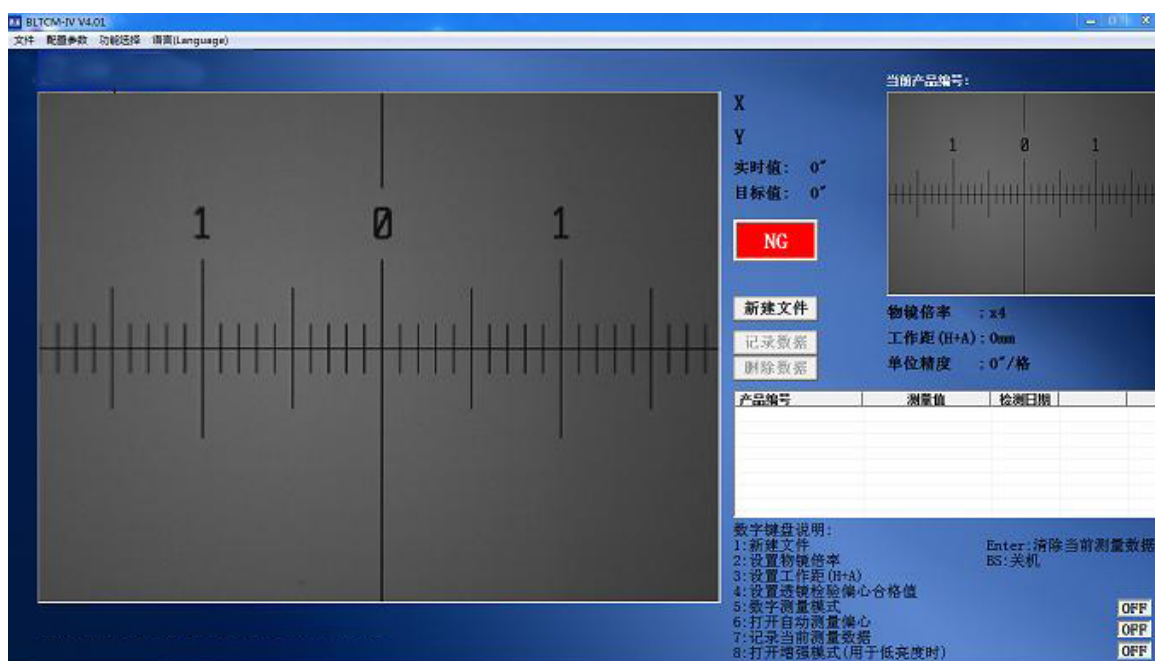 BLTCM-IV V4.01
文件 配置参数 功能选择 语言(Language)
当前产品编号:
1 0 1
1 0 1
X
Y
实时值: 0"
目标值: 0"
NG
新建文件
记录数据
删除数据
物镜倍率 :x4
工作距(H+A):0mm
单位精度 :0"/格
产品编号 测量值 检测日期
数字键盘说明:
1:新建文件
2:设置物镜倍率
3:设置工作距(H+A)
4:设置透镜检验偏心合格值
5:数字测量模式
6:打开自动测量偏心
7:记录当前测量数据
8:打开增强模式(用于低亮度时)
Enter:清除当前测量数据
BS:关机
OFF
OFF
OFF